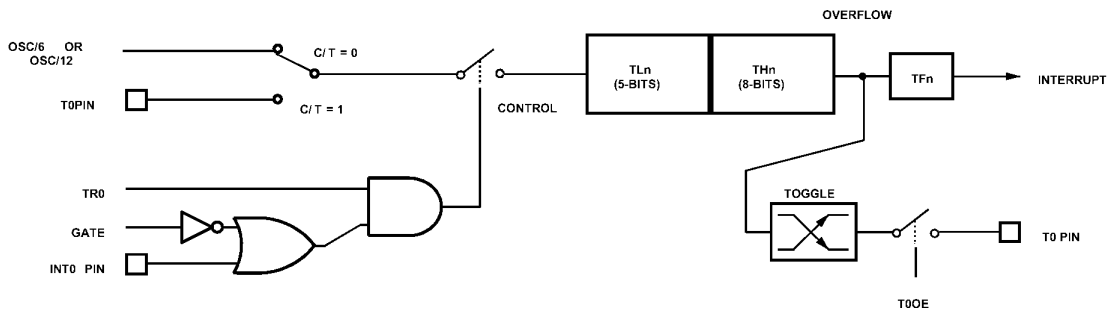 OVERFLOW
OSC/6 OR
OSC/12
C/T = 0
TLn
(5-BITS)
THn
(8-BITS)
TFn
INTERRUPT
T0PIN
C/T = 1
CONTROL
TR0
TOGGLE
GATE
T0 PIN
INT0 PIN
T0OE